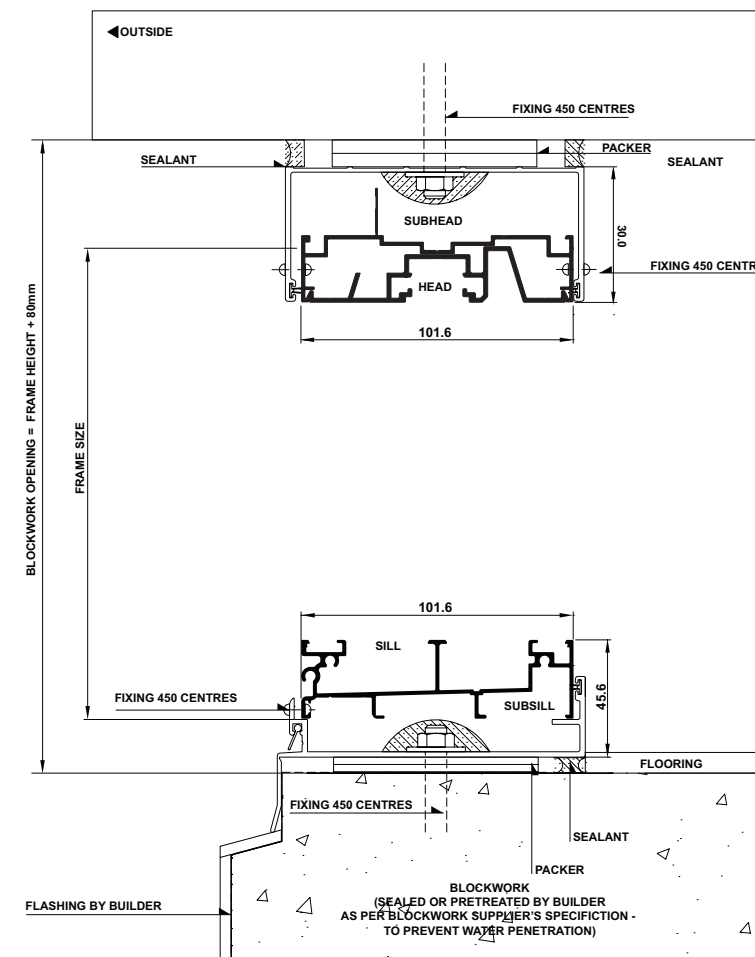 OUTSIDE
FIXING 450 CENTRES
PACKER
SEALANT
SEALANT
SUBHEAD
30.0
FIXING 450 CENTR
HEAD
101.6
BLOCKWORK OPENING = FRAME HEIGHT + 80mm
FRAME SIZE
101.6
SILL
45.6
FIXING 450 CENTRES
SUBSILL
FLOORING
FIXING 450 CENTRES
SEALANT
PACKER
BLOCKWORK
(SEALED OR PRETREATED BY BUILDER
AS PER BLOCKWORK SUPPLIER'S SPECIFICTION -
TO PREVENT WATER PENETRATION)
FLASHING BY BUILDER